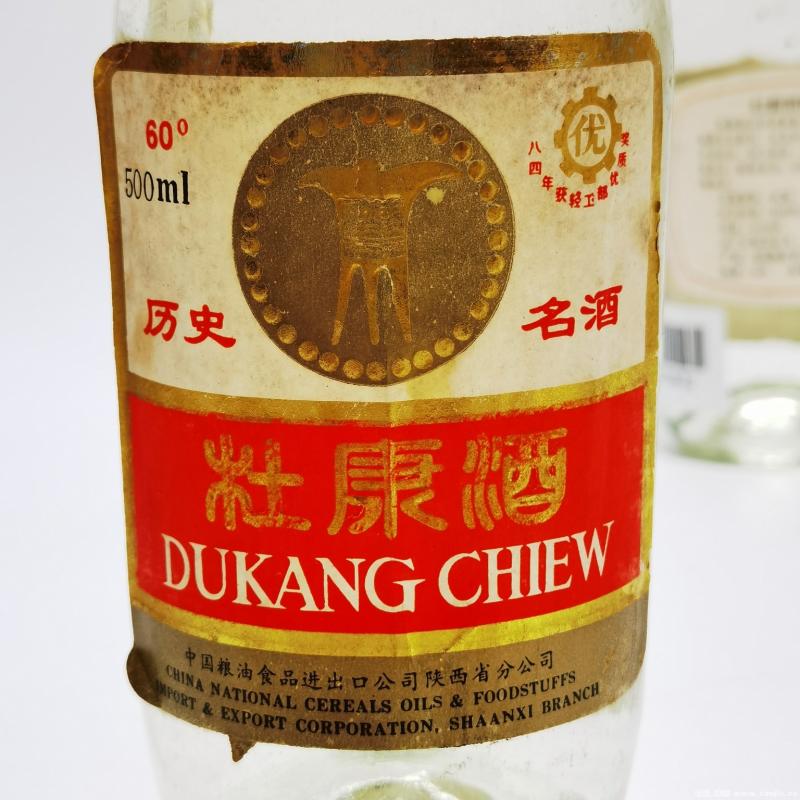 60°
500ml
优
八四年获轻工部优质奖
历史
名酒
杜康酒
DUKANG CHIEW
中国粮油食品进出口公司陕西省分公司
CHINA NATIONAL CEREALS OILS & FOODSTUFFS
IMPORT & EXPORT CORPORATION, SHAANXI BRANCH